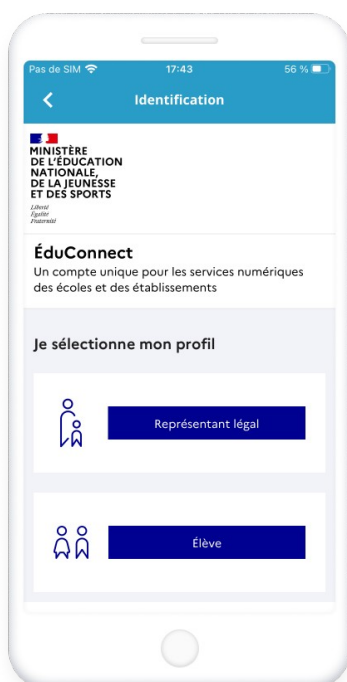 Pas de SIM 17:43 56 %
Identification
MINISTÈRE
DE L'ÉDUCATION
NATIONALE,
DE LA JEUNESSE
ET DES SPORTS
Liberté
Égalité
Fraternité
ÉduConnect
Un compte unique pour les services numériques
des écoles et des établissements
Je sélectionne mon profil
Représentant légal
Élève